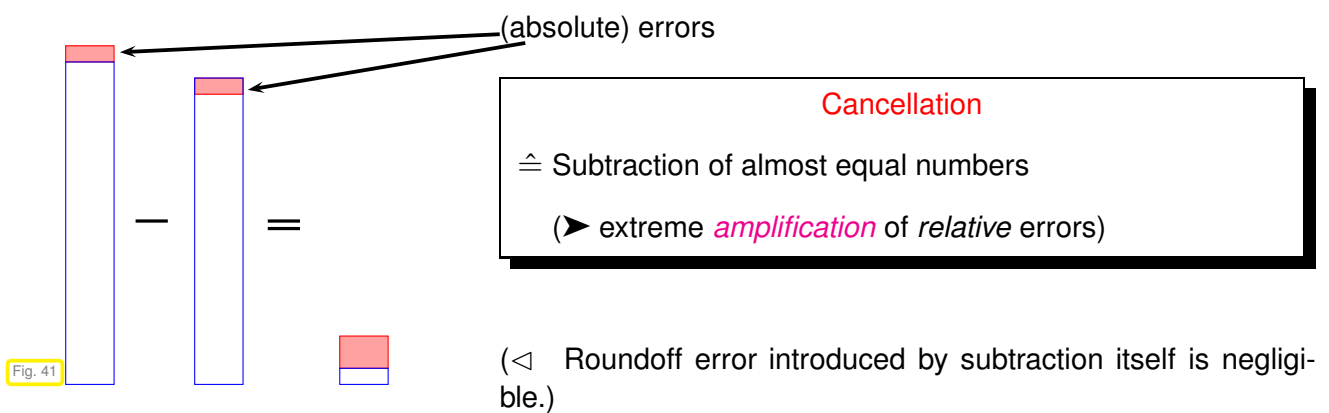 (absolute) errors
Cancellation
≙ Subtraction of almost equal numbers
(➤ extreme amplification of relative errors)
− =
Fig. 41
(◁ Roundoff error introduced by subtraction itself is negligi-
ble.)